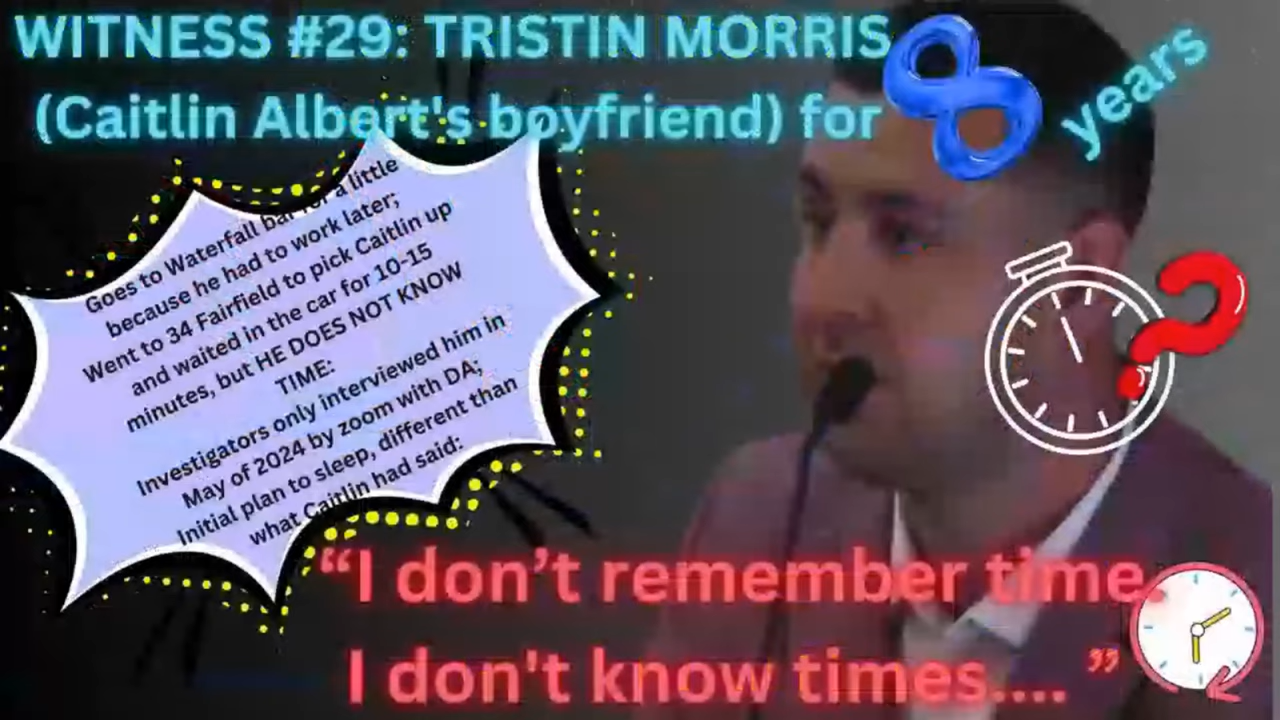 WITNESS #29: TRISTIN MORRIS
(Caitlin Albert's boyfriend) for 8 years
Goes to Waterfall bar for a little
because he had to work later;
Went to 34 Fairfield to pick Caitlin up
and waited in the car for 10-15
minutes, but HE DOES NOT KNOW
TIME:
Investigators only interviewed him in
May of 2024 by zoom with DA;
Initial plan to sleep, different than
what Caitlin had said:
“I don’t remember time.
I don't know times.... ”
?